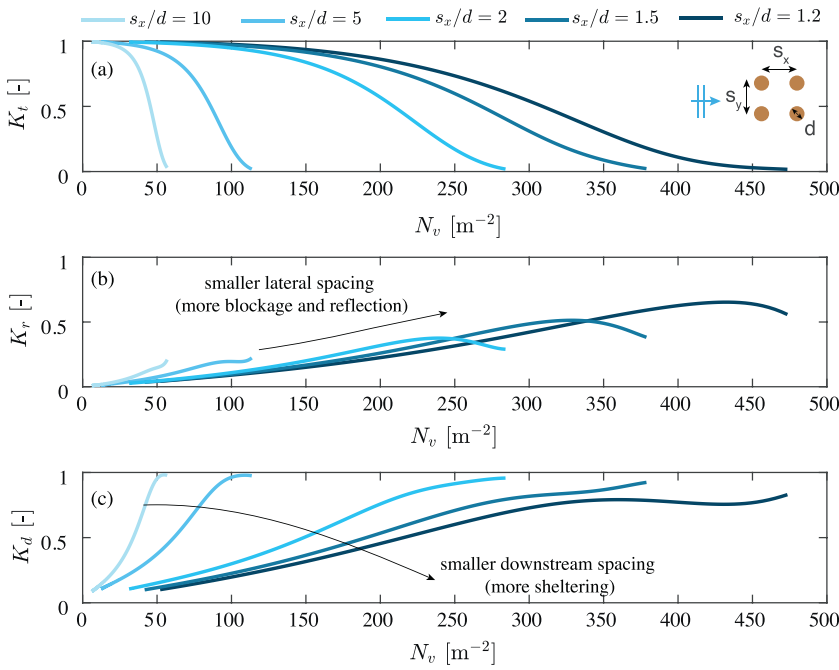 s_x/d = 10 s_x/d = 5 s_x/d = 2 s_x/d = 1.5 s_x/d = 1.2
(a)
K_t [-]
1
0.5
0
s_x
s_y
d
0 50 100 150 200 250 300 350 400 450 500
N_v [m⁻²]
(b)
K_r [-]
1
0.5
0
smaller lateral spacing
(more blockage and reflection)
0 50 100 150 200 250 300 350 400 450 500
N_v [m⁻²]
(c)
K_d [-]
1
0.5
0
smaller downstream spacing
(more sheltering)
0 50 100 150 200 250 300 350 400 450 500
N_v [m⁻²]